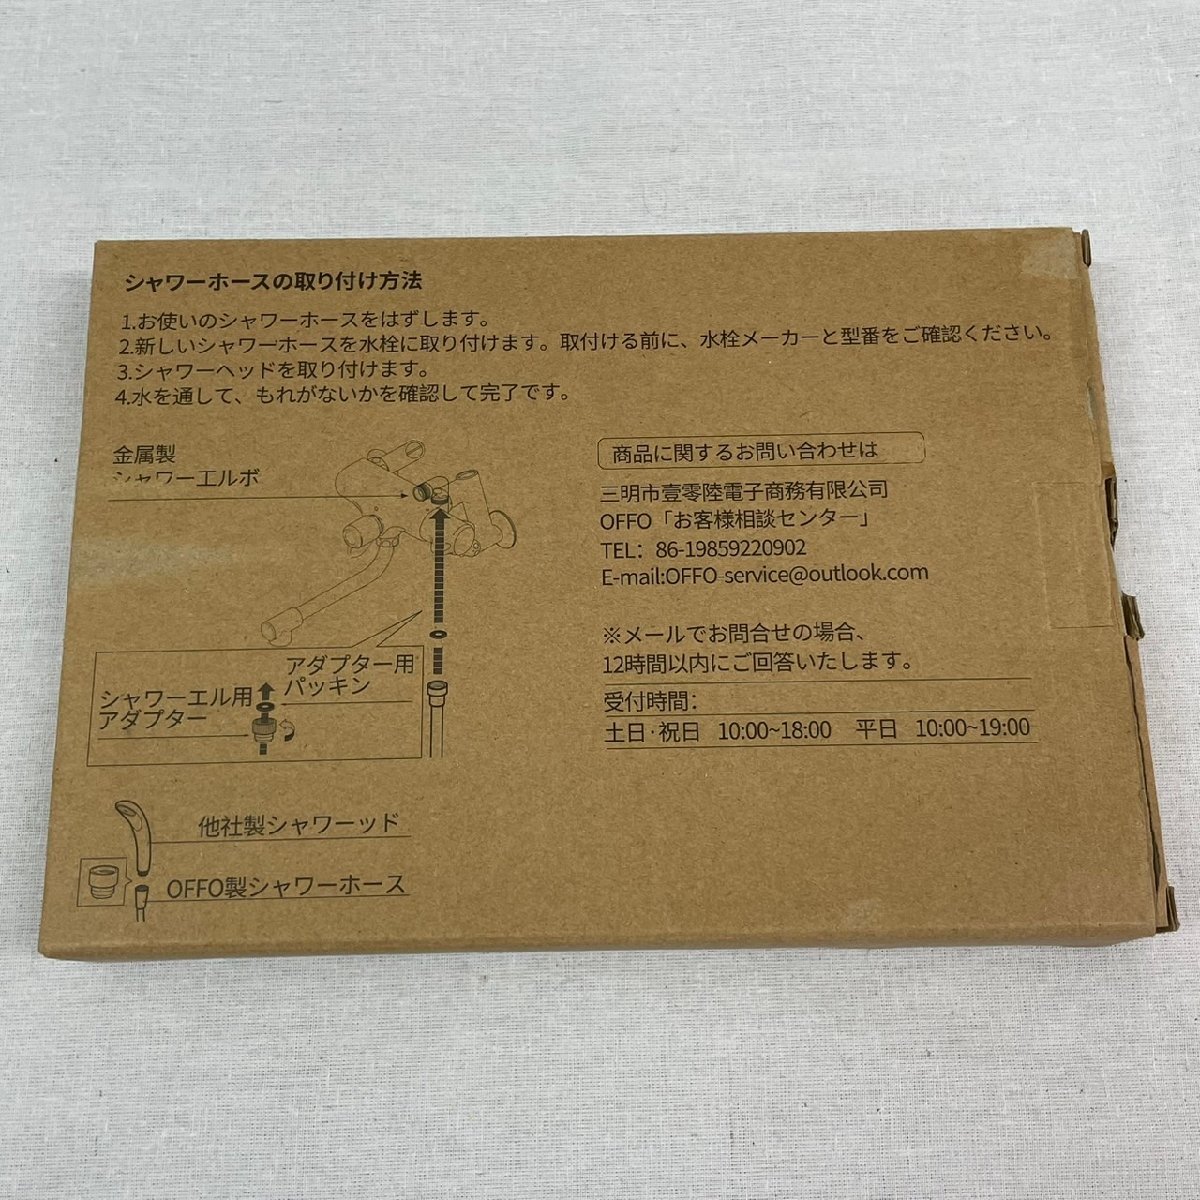 シャワーホースの取り付け方法
1.お使いのシャワーホースをはずします。
2.新しいシャワーホースを水栓に取り付けます。取付ける前に、水栓メーカーと型番をご確認ください。
3.シャワーヘッドを取り付けます。
4.水を通して、もれがないかを確認して完了です。
金属製
シャワーエルボ
アダプター用
パッキン
シャワーエル用
アダプター
他社製シャワーッド
OFFO製シャワーホース
商品に関するお問い合わせは
三明市壹零陸電子商務有限公司
OFFO「お客様相談センター」
TEL: 86-19859220902
E-mail:OFFO-service@outlook.com
※メールでお問合せの場合、
12時間以内にご回答いたします。
受付時間:
土日·祝日 10:00~18:00 平日 10:00~19:00